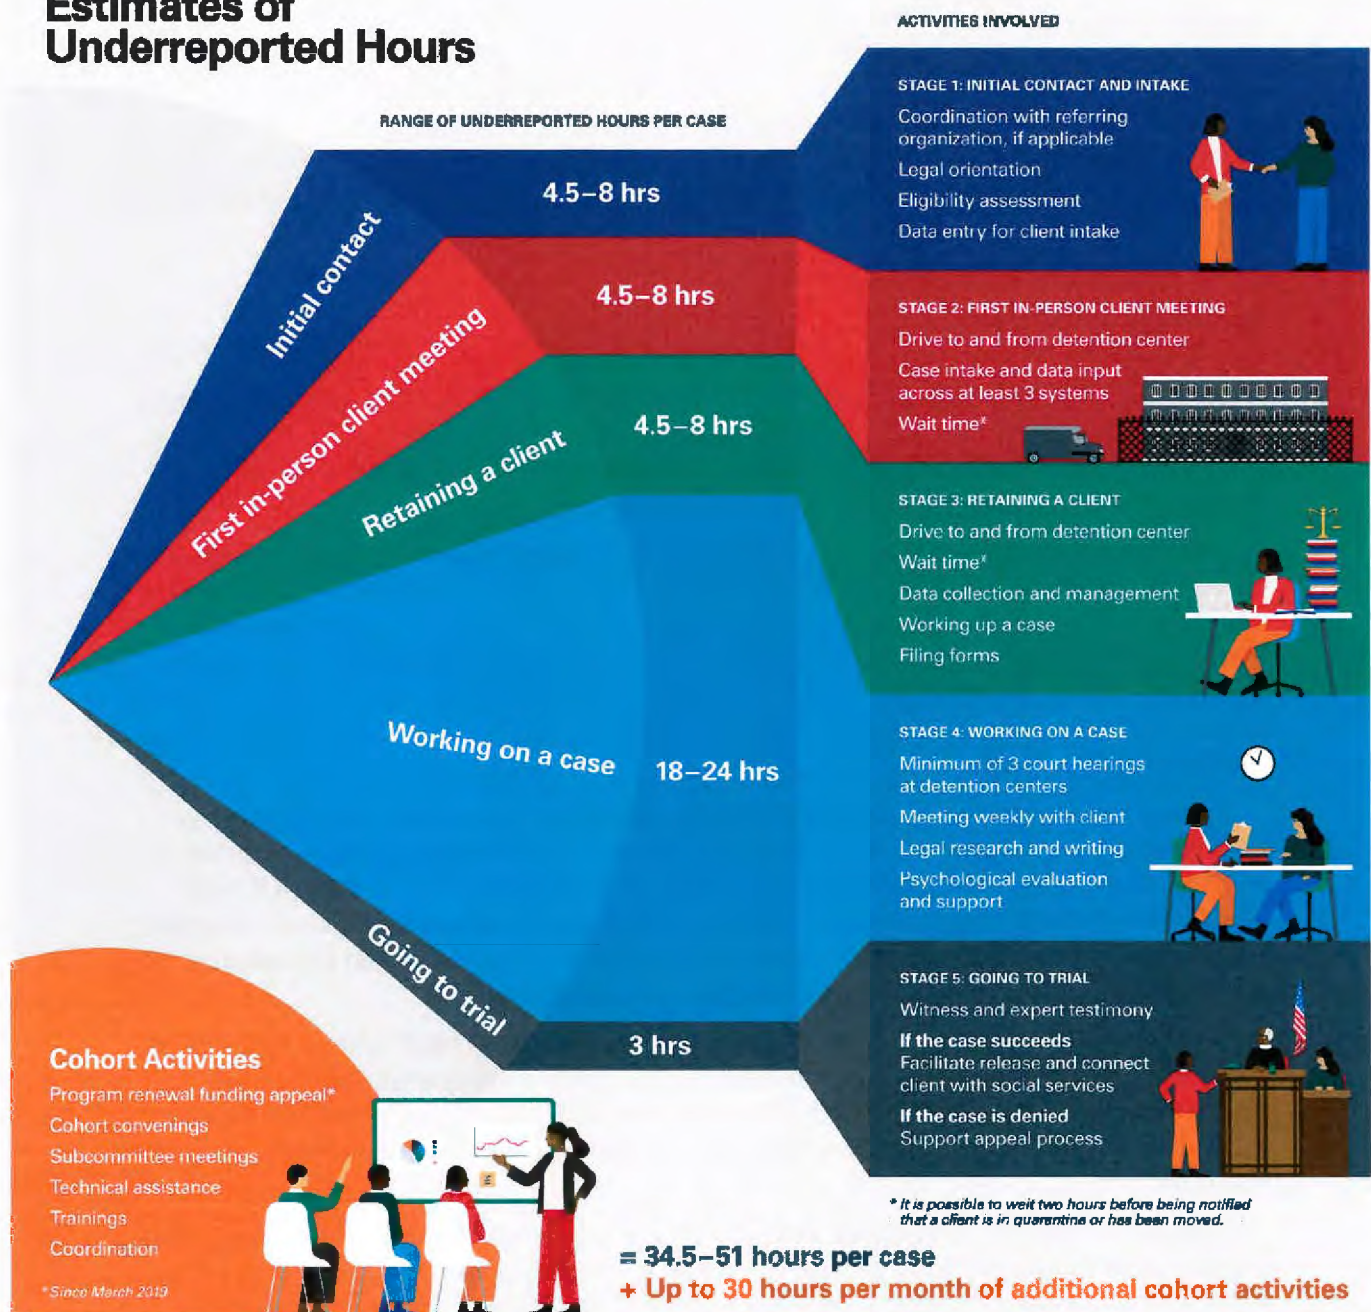 Estimates of
Underreported Hours
ACTIVITIES INVOLVED
RANGE OF UNDERREPORTED HOURS PER CASE
Initial contact
4.5–8 hrs
STAGE 1: INITIAL CONTACT AND INTAKE
Coordination with referring
organization, if applicable
Legal orientation
Eligibility assessment
Data entry for client intake
First in-person client meeting
4.5–8 hrs
STAGE 2: FIRST IN-PERSON CLIENT MEETING
Drive to and from detention center
Case intake and data input
across at least 3 systems
Wait time*
Retaining a client
4.5–8 hrs
STAGE 3: RETAINING A CLIENT
Drive to and from detention center
Wait time*
Data collection and management
Working up a case
Filing forms
Working on a case
18–24 hrs
STAGE 4: WORKING ON A CASE
Minimum of 3 court hearings
at detention centers
Meeting weekly with client
Legal research and writing
Psychological evaluation
and support
Going to trial
3 hrs
STAGE 5: GOING TO TRIAL
Witness and expert testimony
If the case succeeds
Facilitate release and connect
client with social services
If the case is denied
Support appeal process
* It is possible to wait two hours before being notified
that a client is in quarantine or has been moved.
Cohort Activities
Program renewal funding appeal*
Cohort convenings
Subcommittee meetings
Technical assistance
Trainings
Coordination
*Since March 2019
= 34.5–51 hours per case
+ Up to 30 hours per month of additional cohort activities